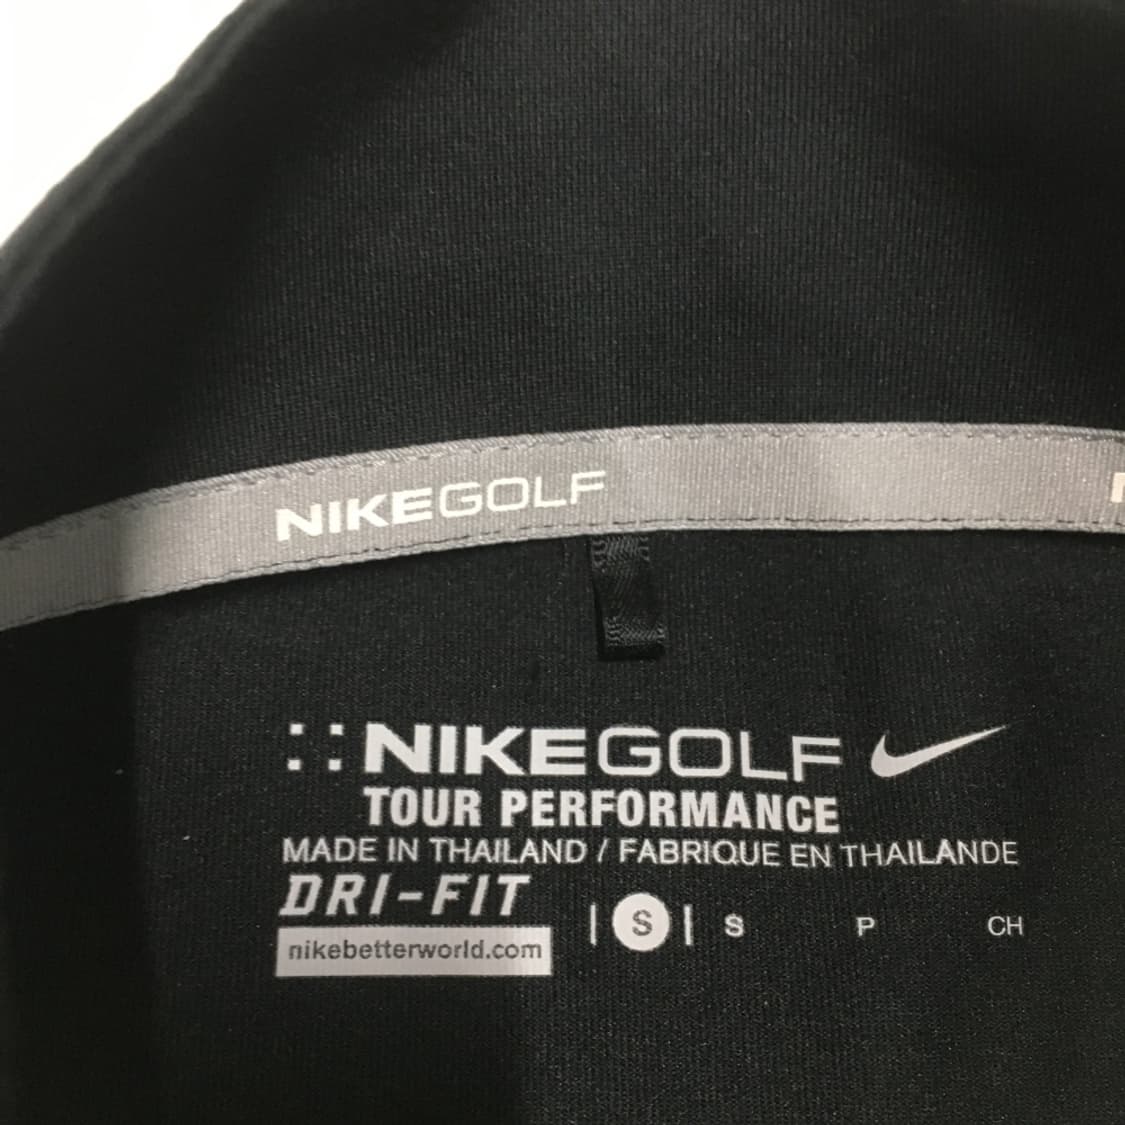 NIKEGOLF
:: NIKEGOLF
TOUR PERFORMANCE
MADE IN THAILAND / FABRIQUE EN THAILANDE
DRI-FIT
| S | S P CH
nikebetterworld.com